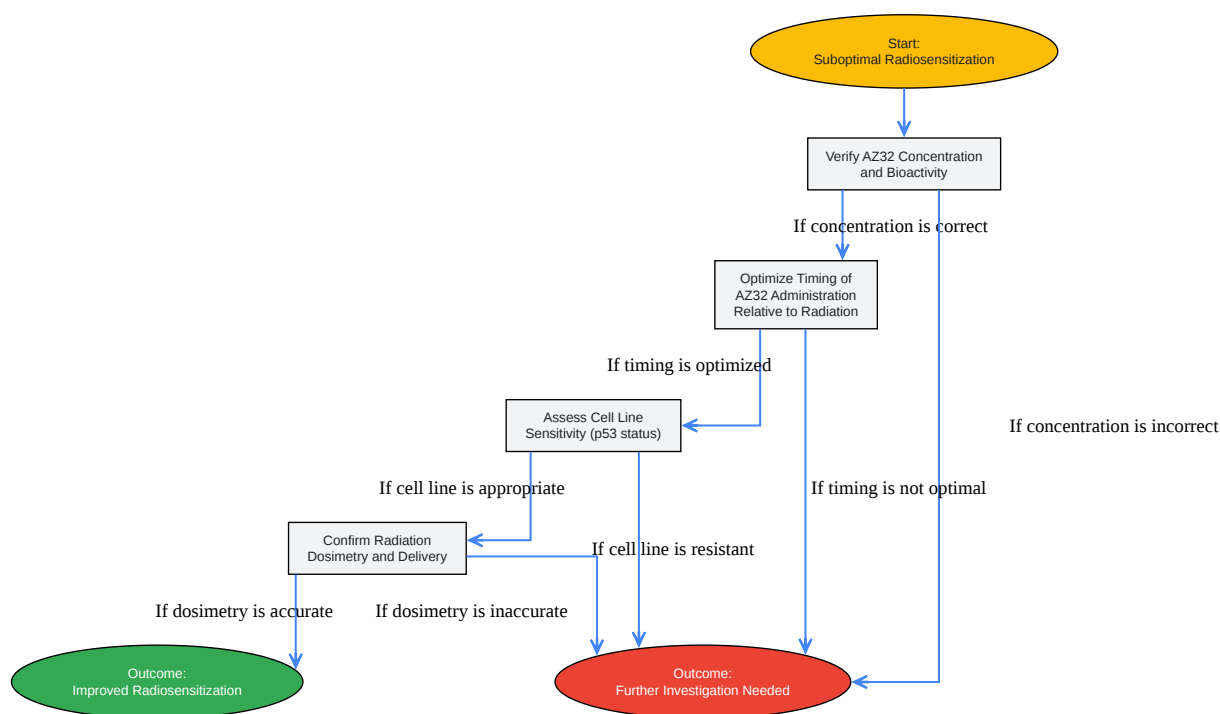 Start:
Suboptimal Radiosensitization
Verify AZ32 Concentration
and Bioactivity
If concentration is correct
Optimize Timing of
AZ32 Administration
Relative to Radiation
If timing is optimized
Assess Cell Line
Sensitivity (p53 status)
If concentration is incorrect
If cell line is appropriate
If timing is not optimal
Confirm Radiation
Dosimetry and Delivery
If cell line is resistant
If dosimetry is accurate
If dosimetry is inaccurate
Outcome:
Improved Radiosensitization
Outcome:
Further Investigation Needed